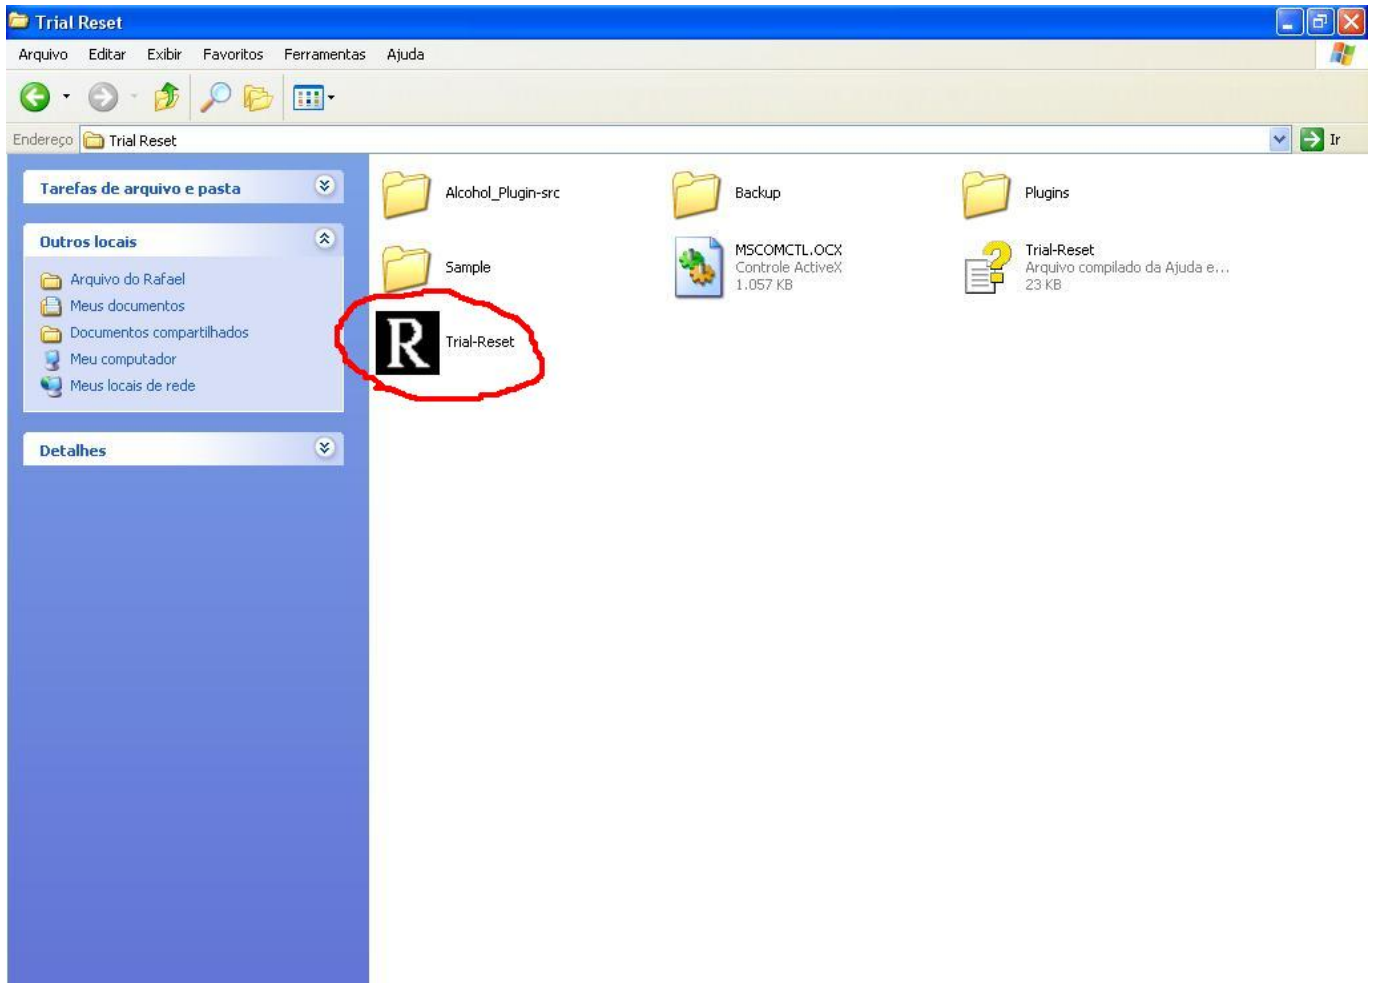 Trial Reset
Arquivo Editar Exibir Favoritos Ferramentas Ajuda
Endereço Trial Reset Ir
Tarefas de arquivo e pasta
Outros locais
Arquivo do Rafael
Meus documentos
Documentos compartilhados
Meu computador
Meus locais de rede
Detalhes
Alcohol_Plugin-src
Backup
Plugins
Sample
MSCOMCTL.OCX
Controle ActiveX
1.057 KB
Trial-Reset
Arquivo compilado da Ajuda e...
23 KB
R
Trial-Reset